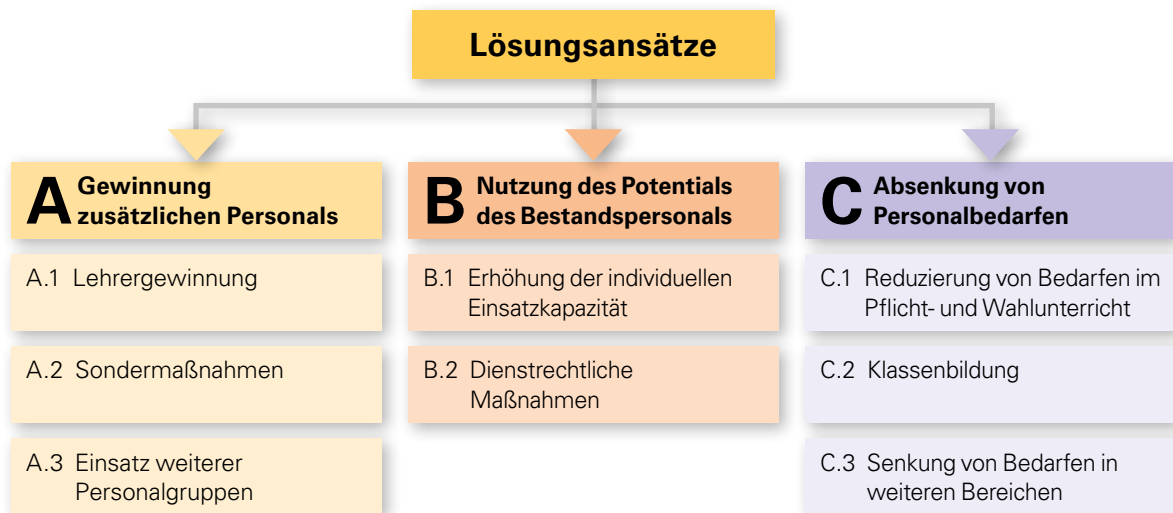 Lösungsansätze
A Gewinnung
zusätzlichen Personals
A.1 Lehrergewinnung
A.2 Sondermaßnahmen
A.3 Einsatz weiterer
Personalgruppen
B Nutzung des Potentials
des Bestandspersonals
B.1 Erhöhung der individuellen
Einsatzkapazität
B.2 Dienstrechtliche
Maßnahmen
C Absenkung von
Personalbedarfen
C.1 Reduzierung von Bedarfen im
Pflicht- und Wahlunterricht
C.2 Klassenbildung
C.3 Senkung von Bedarfen in
weiteren Bereichen